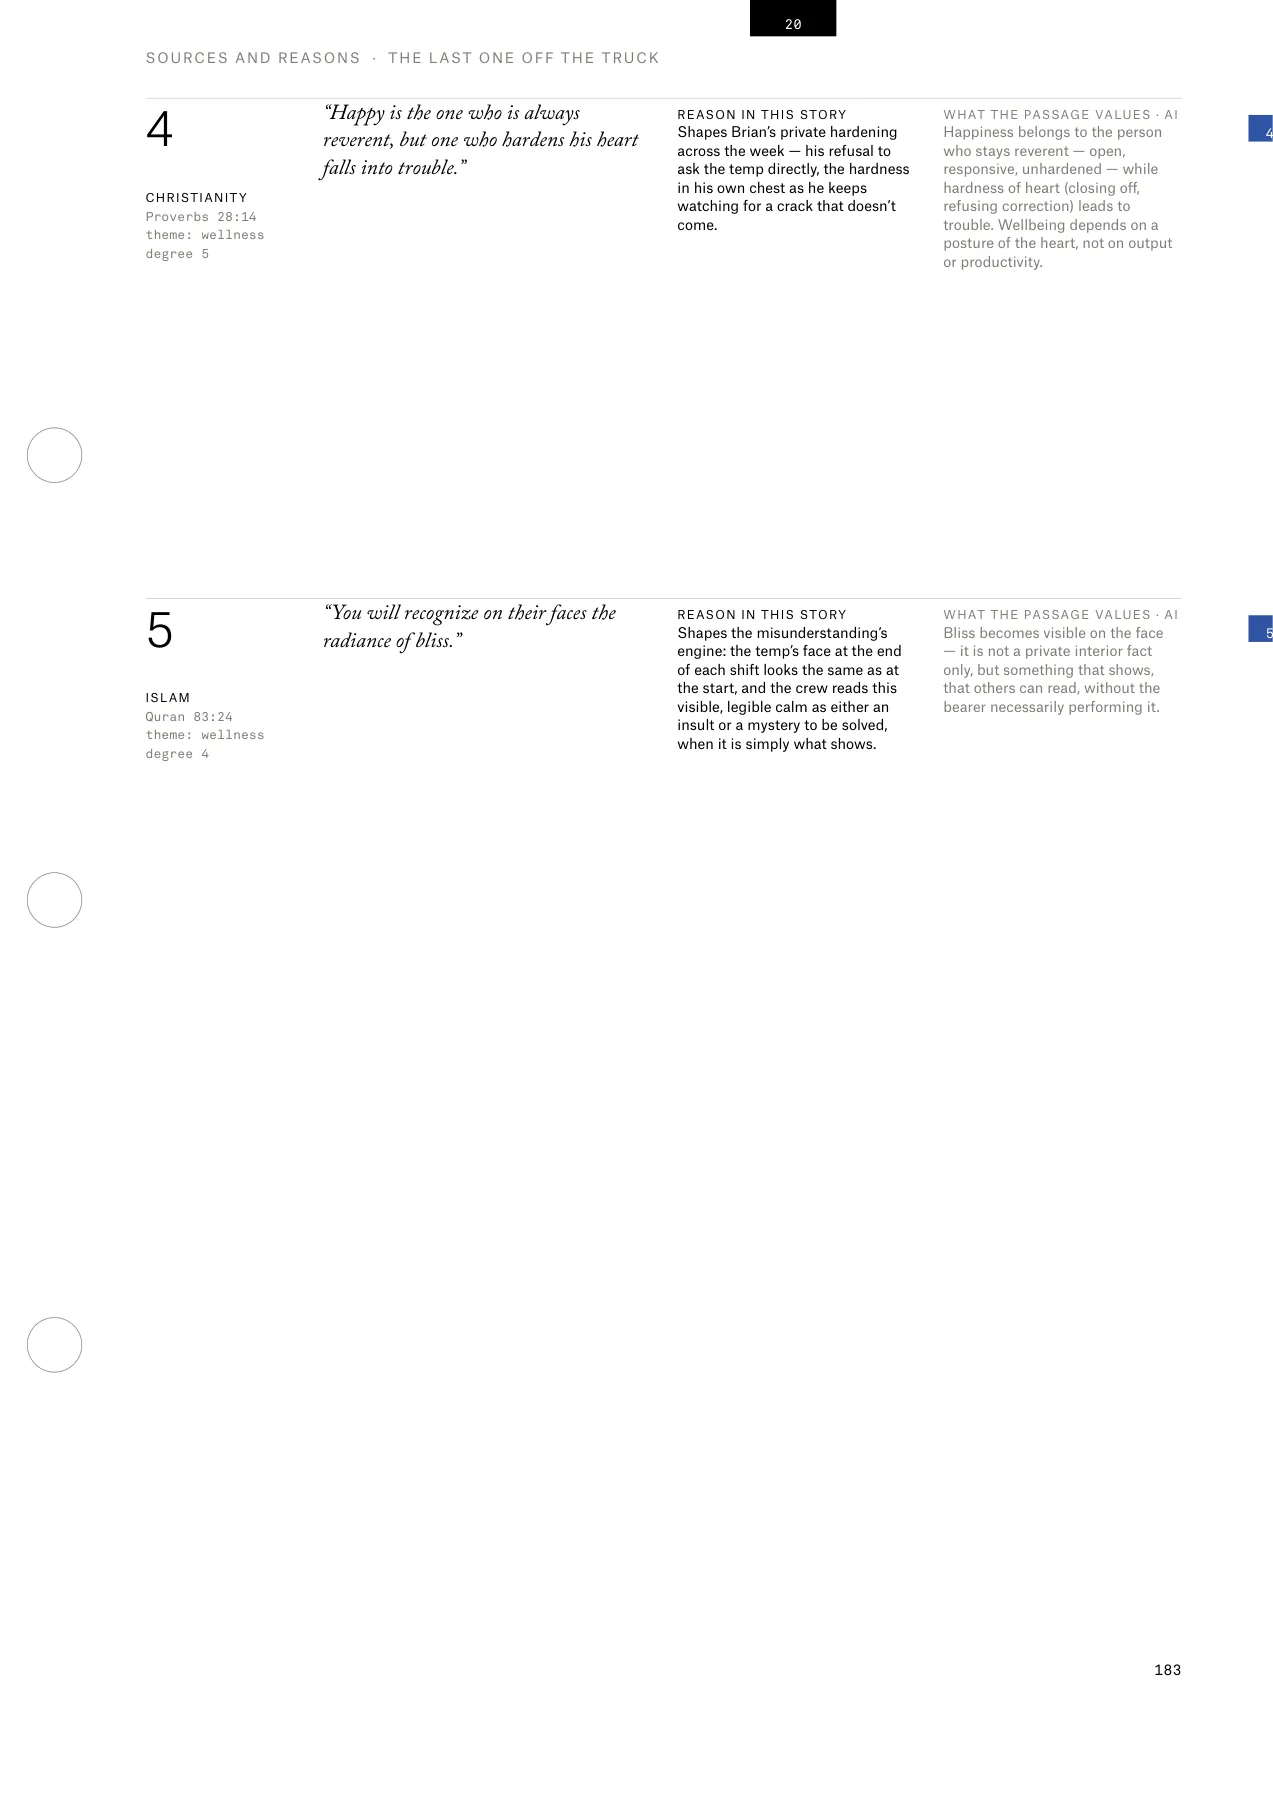 20
SOURCES AND REASONS · THE LAST ONE OFF THE TRUCK
4
CHRISTIANITY
Proverbs 28:14
theme: wellness
degree 5
“Happy is the one who is always
reverent, but one who hardens his heart
falls into trouble.”
REASON IN THIS STORY
Shapes Brian’s private hardening
across the week — his refusal to
ask the temp directly, the hardness
in his own chest as he keeps
watching for a crack that doesn’t
come.
WHAT THE PASSAGE VALUES · AI
Happiness belongs to the person
who stays reverent — open,
responsive, unhardened — while
hardness of heart (closing off,
refusing correction) leads to
trouble. Wellbeing depends on a
posture of the heart, not on output
or productivity.
4
5
ISLAM
Quran 83:24
theme: wellness
degree 4
“You will recognize on their faces the
radiance of bliss.”
REASON IN THIS STORY
Shapes the misunderstanding’s
engine: the temp’s face at the end
of each shift looks the same as at
the start, and the crew reads this
visible, legible calm as either an
insult or a mystery to be solved,
when it is simply what shows.
WHAT THE PASSAGE VALUES · AI
Bliss becomes visible on the face
— it is not a private interior fact
only, but something that shows,
that others can read, without the
bearer necessarily performing it.
5
183